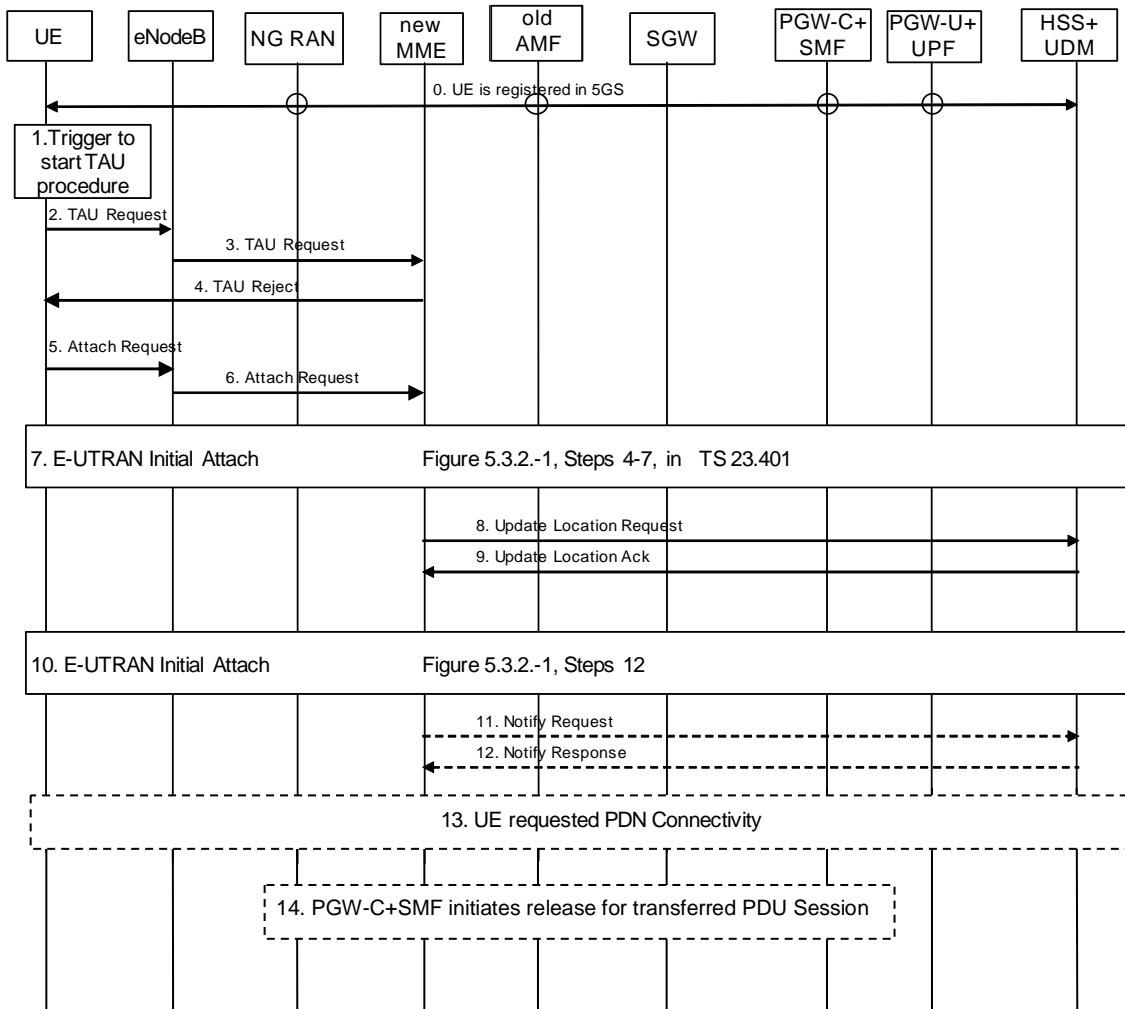 UE
eNodeB
NG RAN
new
MME
old
AMF
SGW
PGW-C+
SMF
PGW-U+
UPF
HSS+
UDM
0. UE is registered in 5GS
1.Trigger to
start TAU
procedure
2. TAU Request
3. TAU Request
4. TAU Reject
5. Attach Request
6. Attach Request
7. E-UTRAN Initial Attach Figure 5.3.2.-1, Steps 4-7, in TS 23.401
8. Update Location Request
9. Update Location Ack
10. E-UTRAN Initial Attach Figure 5.3.2.-1, Steps 12
11. Notify Request
12. Notify Response
13. UE requested PDN Connectivity
14. PGW-C+SMF initiates release for transferred PDU Session